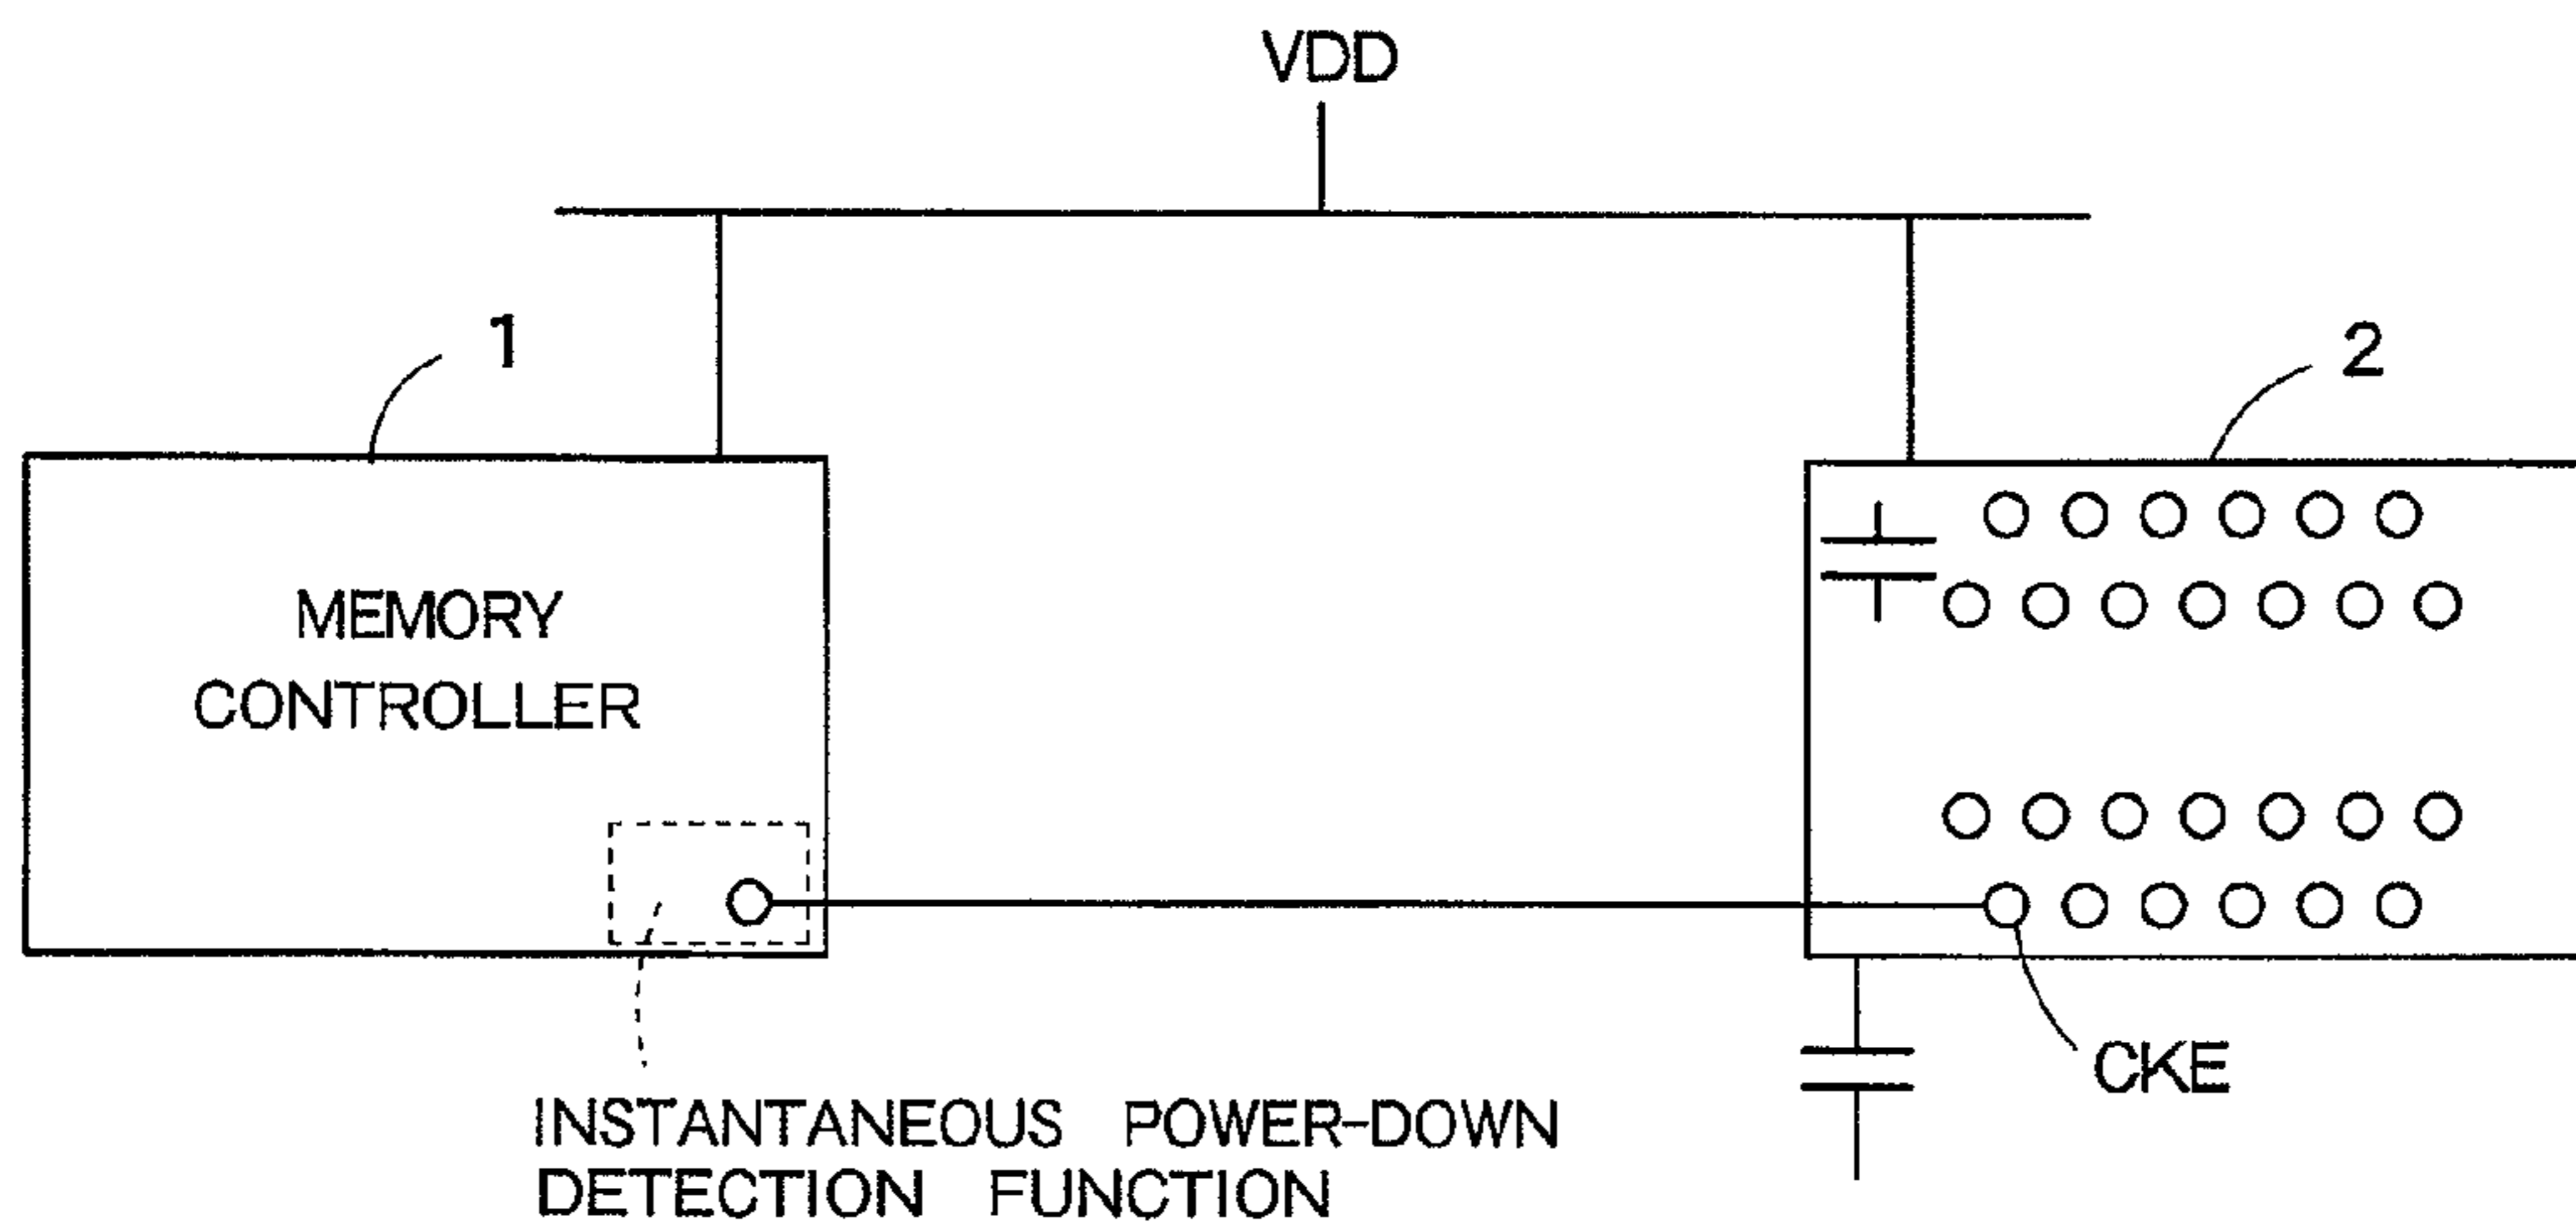 VDD
1
2
MEMORY
CONTROLLER
CKE
INSTANTANEOUS POWER-DOWN
DETECTION FUNCTION